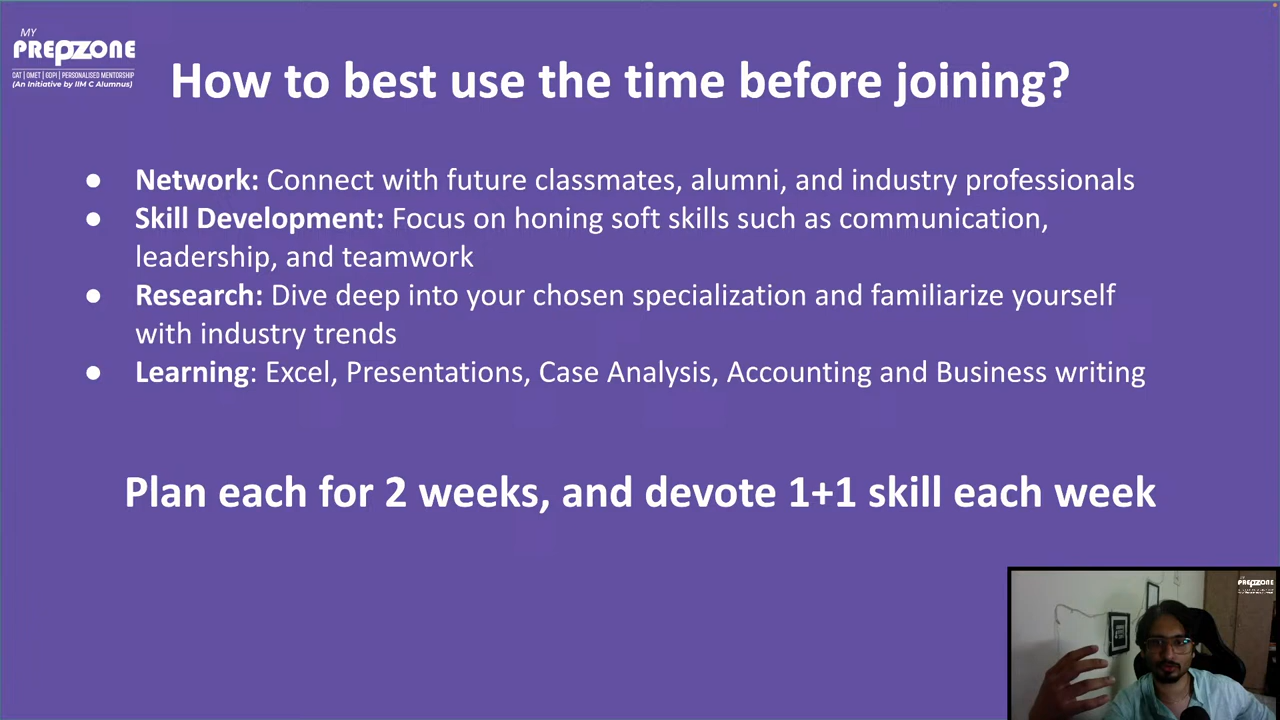 MY
PREPZONE
CAT | OMET | GDPI | PERSONALISED MENTORSHIP
(An Initiative by IIM C Alumnus)
How to best use the time before joining?
● Network: Connect with future classmates, alumni, and industry professionals
● Skill Development: Focus on honing soft skills such as communication,
leadership, and teamwork
● Research: Dive deep into your chosen specialization and familiarize yourself
with industry trends
● Learning: Excel, Presentations, Case Analysis, Accounting and Business writing
Plan each for 2 weeks, and devote 1+1 skill each week
PREPZONE